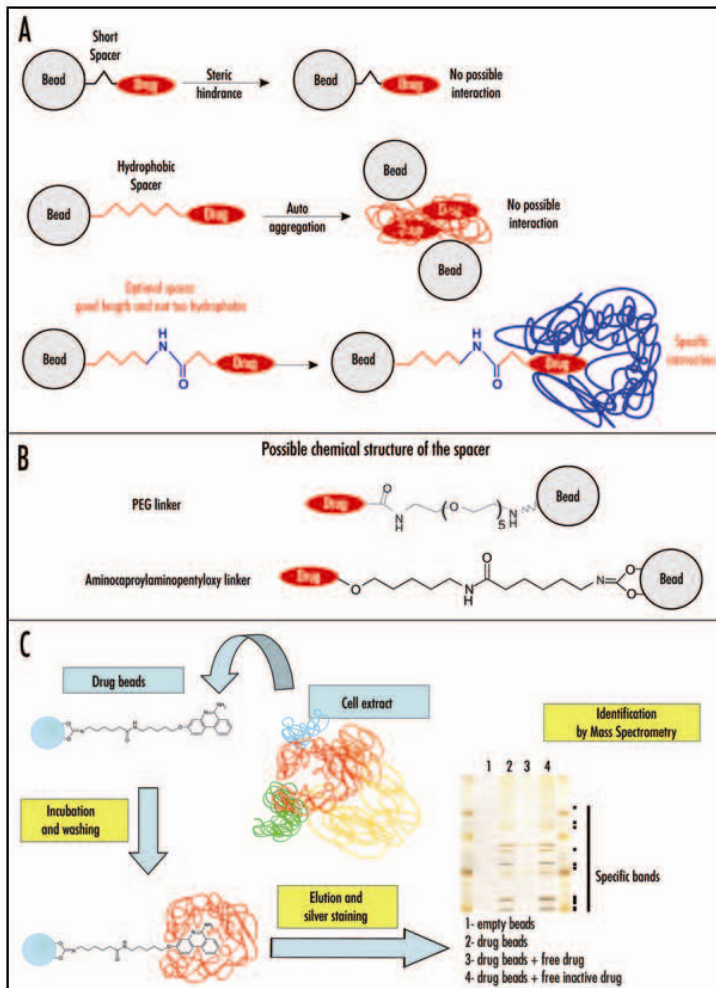 A
Short
Spacer
Bead
Drug
Steric
hindrance
Bead
Drug
No possible
interaction
Hydrophobic
Spacer
Bead
Drug
Auto
aggregation
Bead
Drug
Drug
Bead
No possible
interaction
Optimal spacer:
good length and not too hydrophobic
Bead
H
N
O
Drug
Bead
H
N
O
Drug
Specific
interaction
B
Possible chemical structure of the spacer
PEG linker
Drug
O
N
H
O
5
N
H
Bead
Aminocaproylaminopentyloxy linker
Drug
O
N
H
O
N
O
O
Bead
C
Drug beads
Cell extract
Identification
by Mass Spectrometry
Incubation
and washing
1 2 3 4
Specific bands
Elution and
silver staining
1- empty beads
2- drug beads
3- drug beads + free drug
4- drug beads + free inactive drug